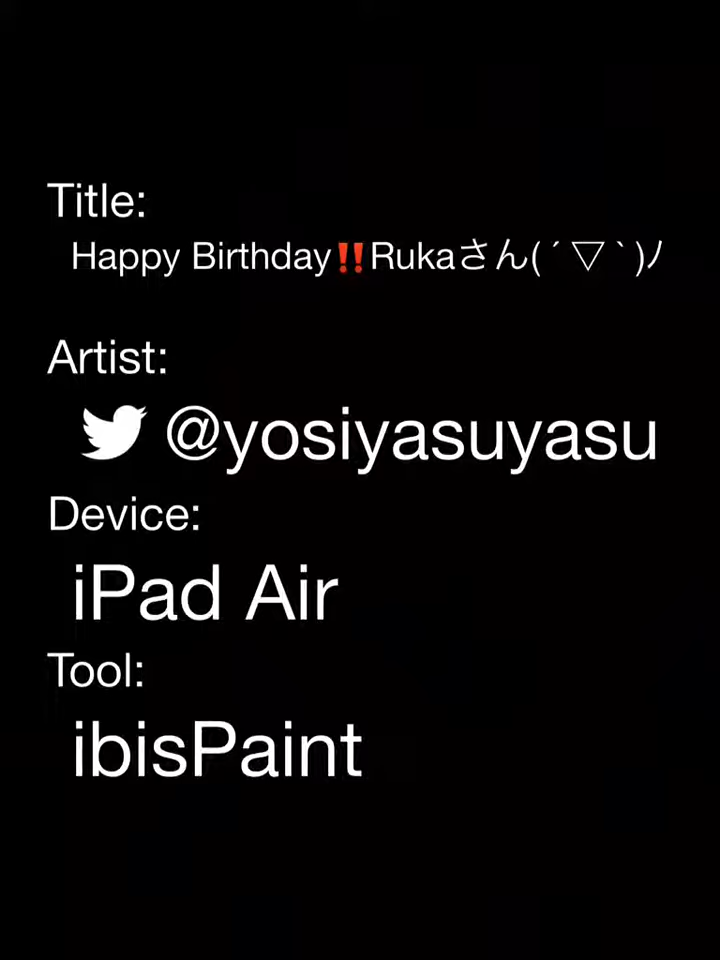 Title:
Happy Birthday‼️Rukaさん(´▽`)ﾉ
Artist:
@yosiyasuyasu
Device:
iPad Air
Tool:
ibisPaint